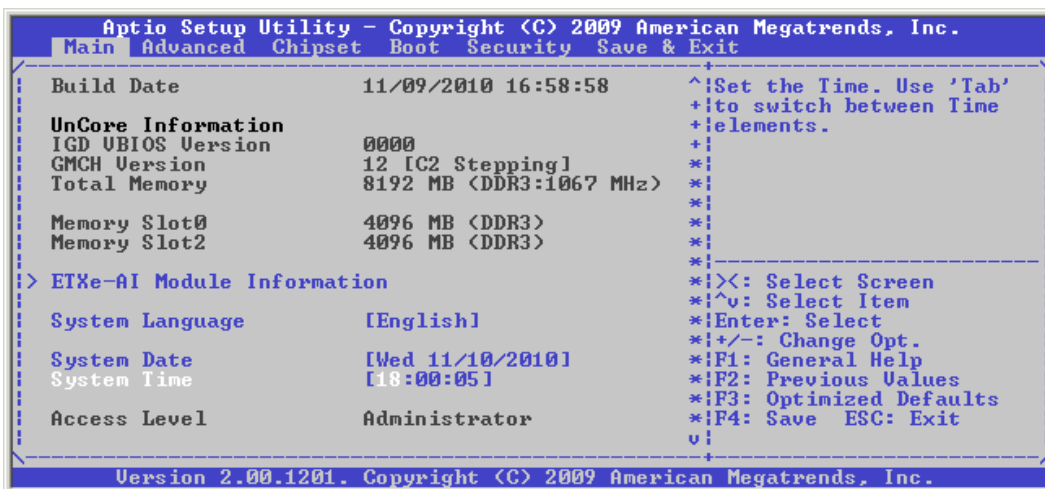 Aptio Setup Utility - Copyright (C) 2009 American Megatrends, Inc.
Main Advanced Chipset Boot Security Save & Exit
Build Date 11/09/2010 16:58:58
UnCore Information
IGD VBIOS Version 0000
GMCH Version 12 [C2 Stepping]
Total Memory 8192 MB (DDR3:1067 MHz)
Memory Slot0 4096 MB (DDR3)
Memory Slot2 4096 MB (DDR3)
> ETXe-AI Module Information
System Language [English]
System Date [Wed 11/10/2010]
System Time [18:00:05]
Access Level Administrator
Set the Time. Use 'Tab'
to switch between Time
elements.
><: Select Screen
^v: Select Item
Enter: Select
+/-: Change Opt.
F1: General Help
F2: Previous Values
F3: Optimized Defaults
F4: Save ESC: Exit
Version 2.00.1201. Copyright (C) 2009 American Megatrends, Inc.